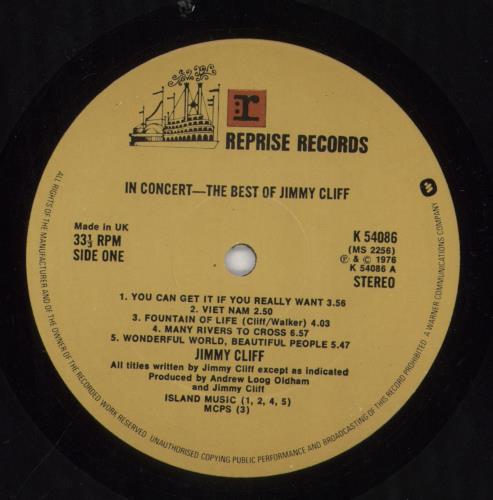 r
REPRISE RECORDS
IN CONCERT—THE BEST OF JIMMY CLIFF
Made in UK
33⅓ RPM
SIDE ONE
K 54086
(MS 2256)
℗ & © 1976
K 54086 A
STEREO
1. YOU CAN GET IT IF YOU REALLY WANT 3.56
2. VIET NAM 2.50
3. FOUNTAIN OF LIFE (Cliff/Walker) 4.03
4. MANY RIVERS TO CROSS 6.57
5. WONDERFUL WORLD, BEAUTIFUL PEOPLE 5.47
JIMMY CLIFF
All titles written by Jimmy Cliff except as indicated
Produced by Andrew Loog Oldham
and Jimmy Cliff
ISLAND MUSIC (1, 2, 4, 5)
MCPS (3)
ALL RIGHTS OF THE MANUFACTURER AND OF THE OWNER OF THE RECORDED WORK RESERVED UNAUTHORISED COPYING PUBLIC PERFORMANCE AND BROADCASTING OF THIS RECORD PROHIBITED A WARNER COMMUNICATIONS COMPANY